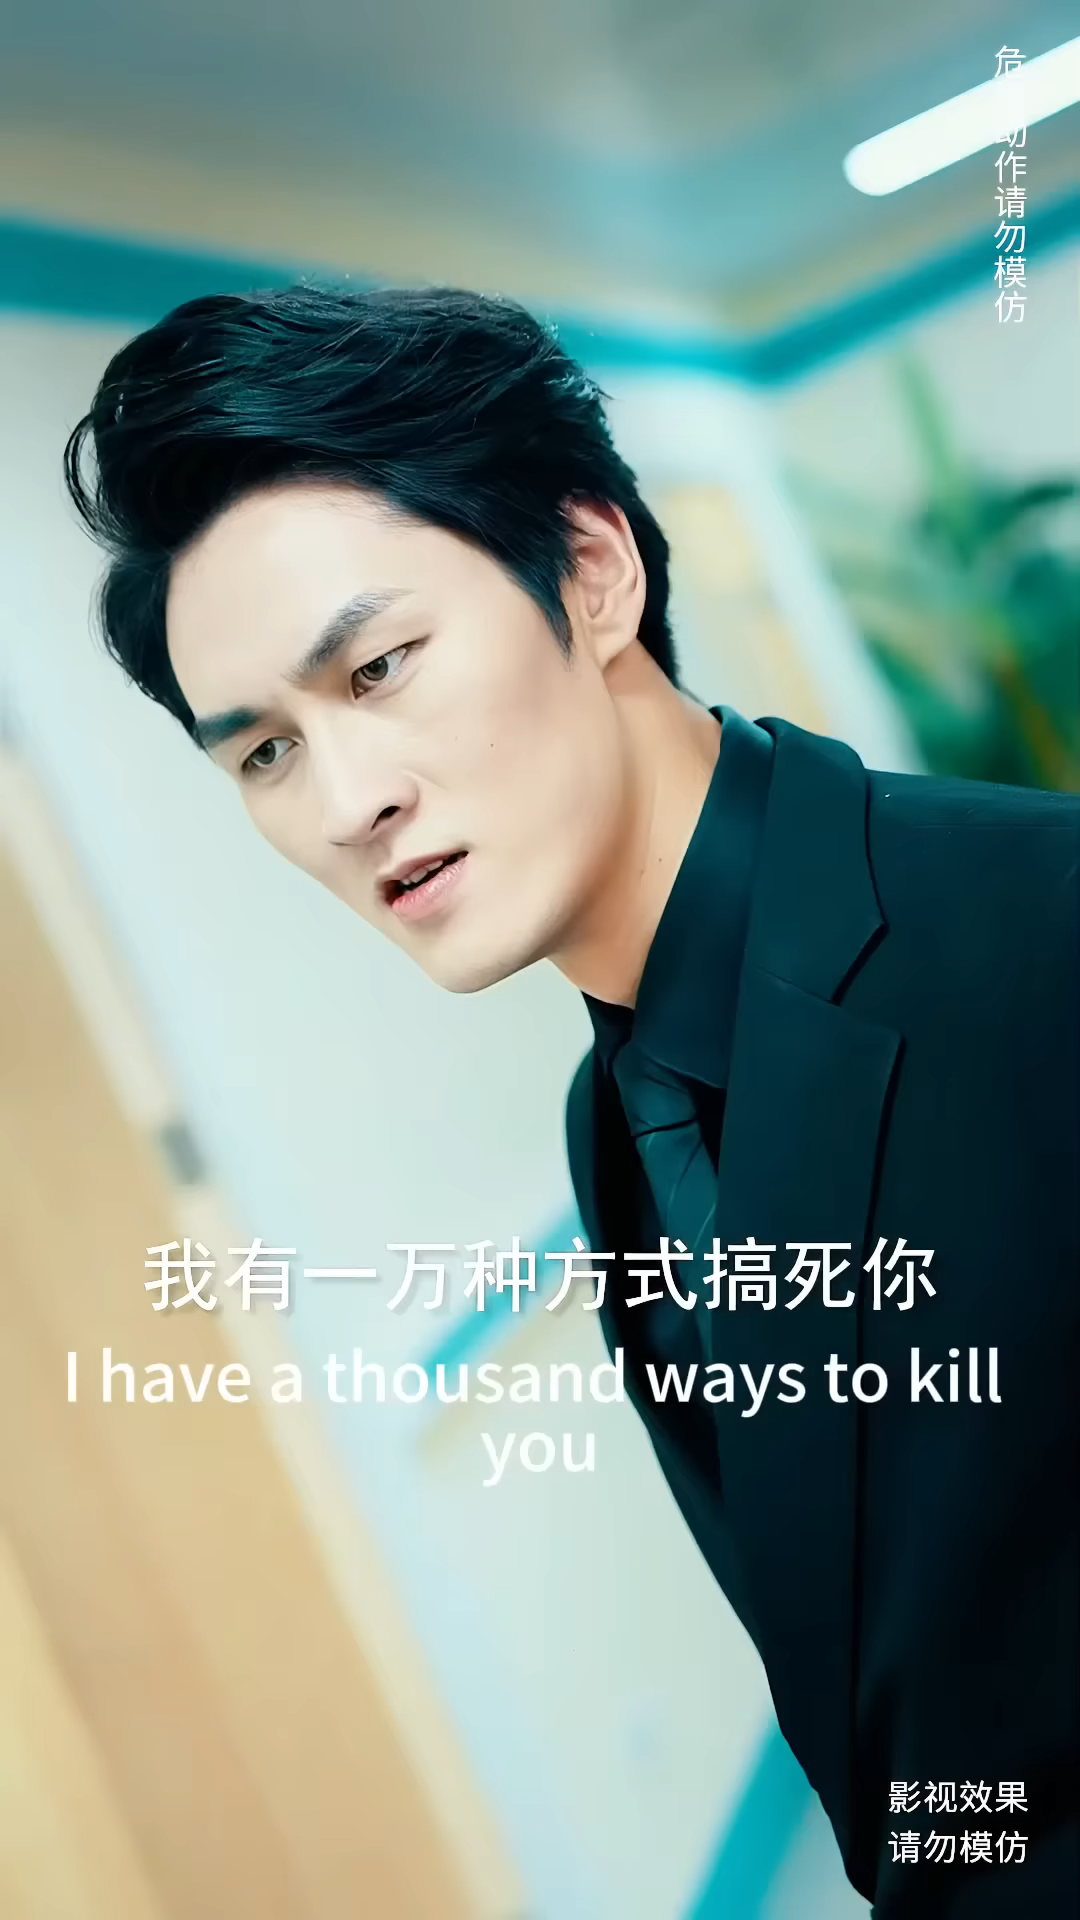 危 动作请勿模仿
我有一万种方式搞死你
I have a thousand ways to kill
you
影视效果
请勿模仿